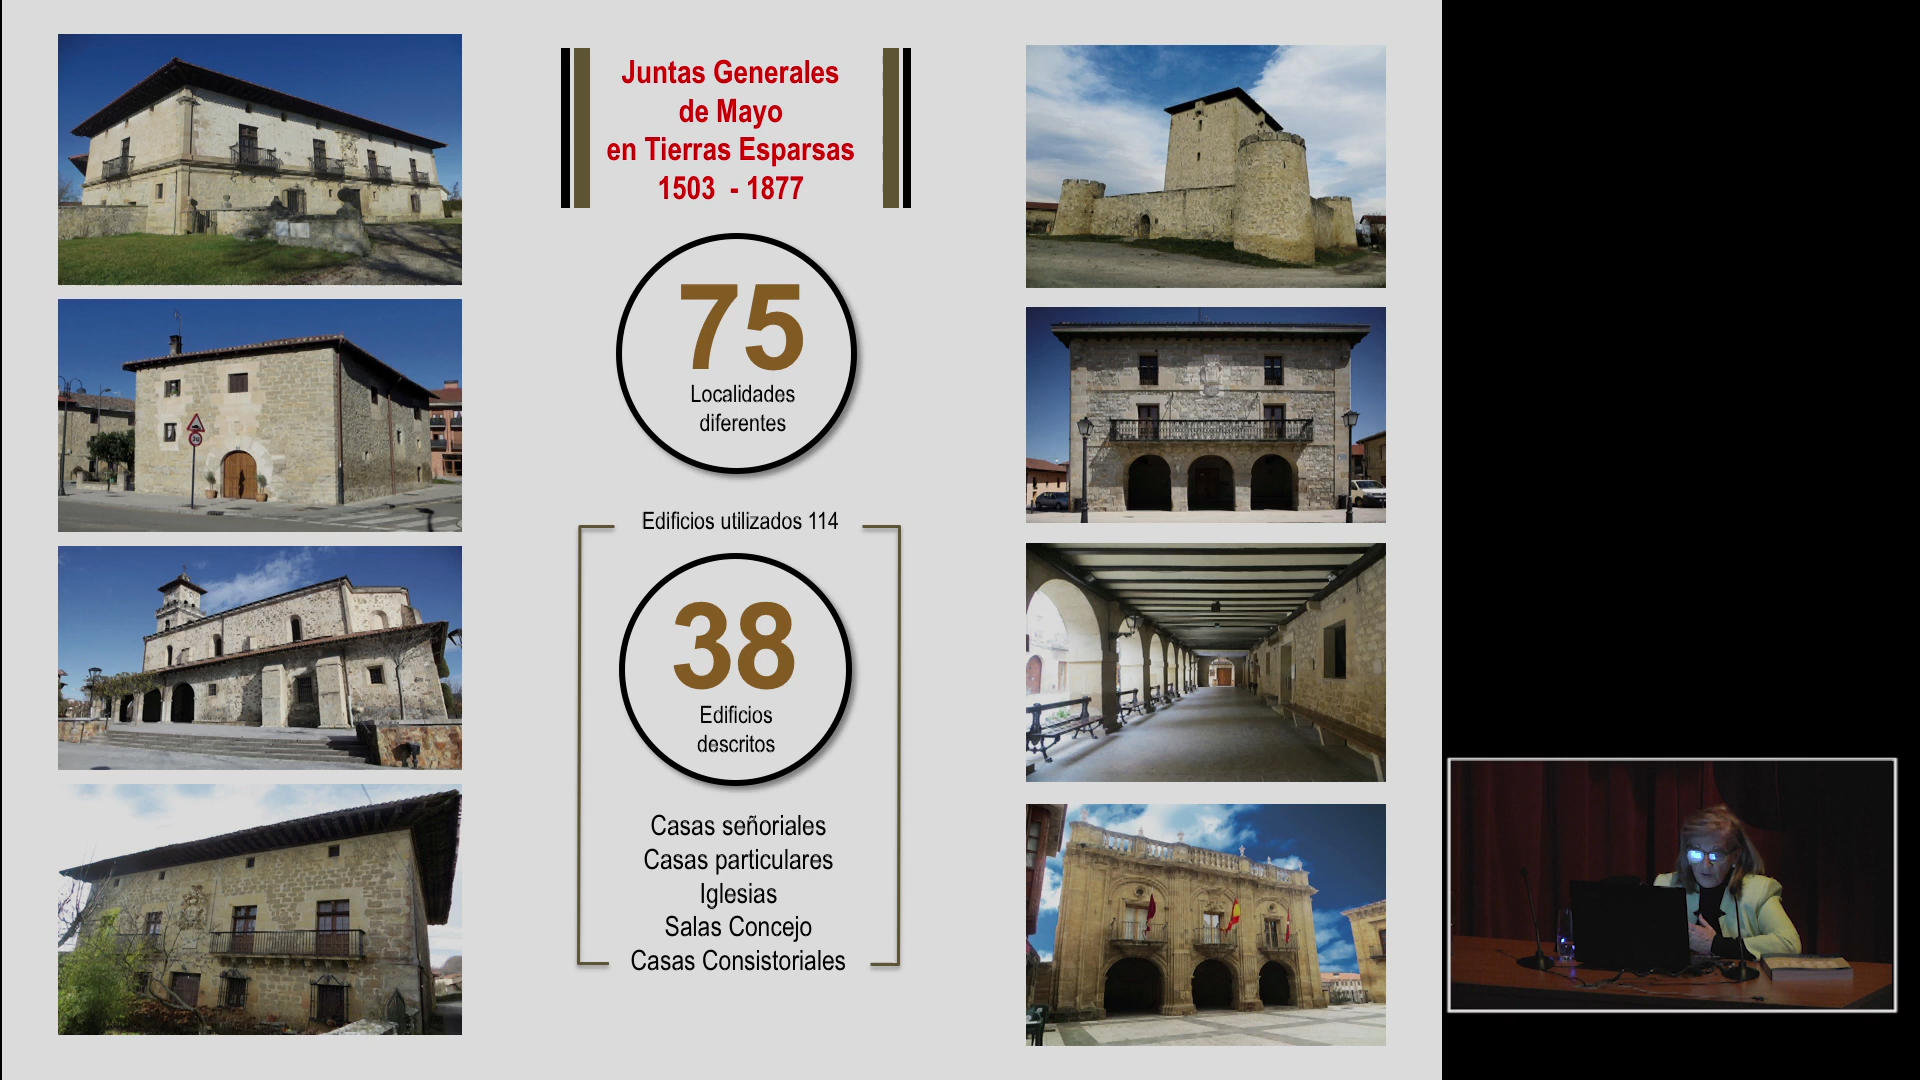 Juntas Generales
de Mayo
en Tierras Esparsas
1503 - 1877
75
Localidades
diferentes
Edificios utilizados 114
38
Edificios
descritos
Casas señoriales
Casas particulares
Iglesias
Salas Concejo
Casas Consistoriales